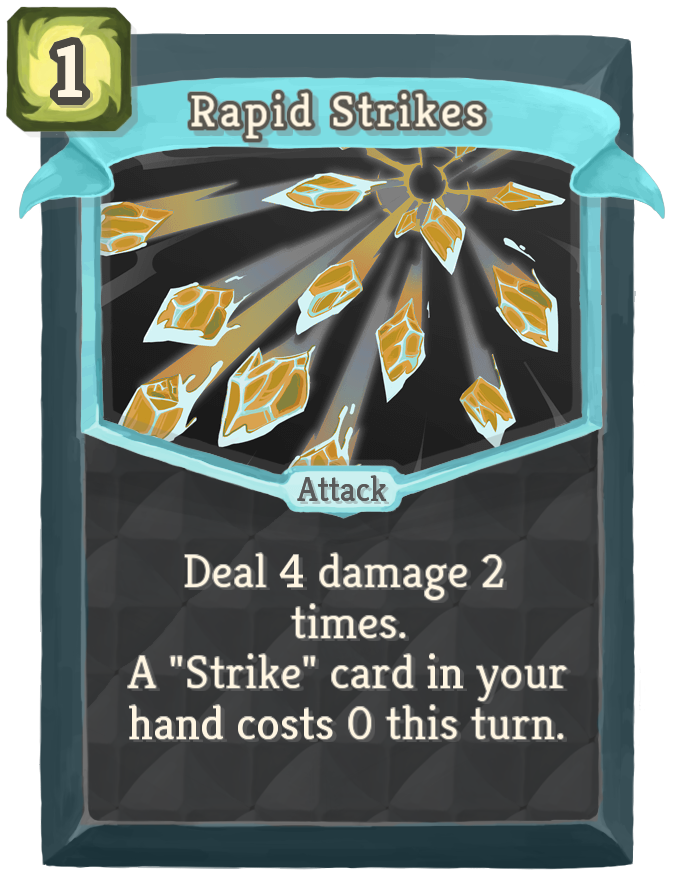 1
Rapid Strikes
Attack
Deal 4 damage 2
times.
A "Strike" card in your
hand costs 0 this turn.